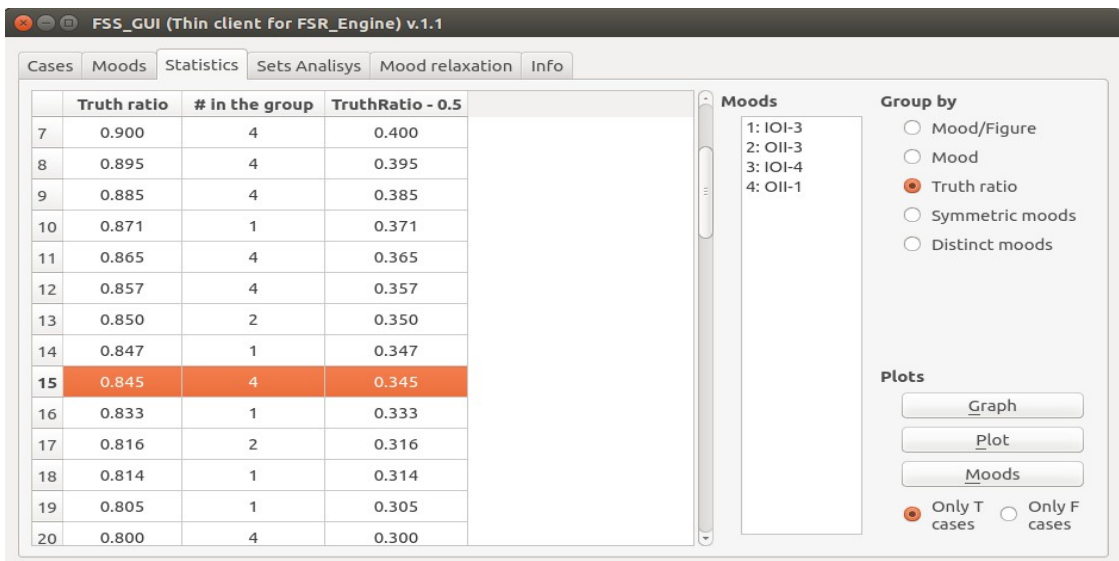 FSS_GUI (Thin client for FSR_Engine) v.1.1
Cases Moods Statistics Sets Analisys Mood relaxation Info
Truth ratio # in the group TruthRatio - 0.5
7 0.900 4 0.400
8 0.895 4 0.395
9 0.885 4 0.385
10 0.871 1 0.371
11 0.865 4 0.365
12 0.857 4 0.357
13 0.850 2 0.350
14 0.847 1 0.347
15 0.845 4 0.345
16 0.833 1 0.333
17 0.816 2 0.316
18 0.814 1 0.314
19 0.805 1 0.305
20 0.800 4 0.300
Moods
1: IOI-3
2: OII-3
3: IOI-4
4: OII-1
Group by
Mood/Figure
Mood
Truth ratio
Symmetric moods
Distinct moods
Plots
Graph
Plot
Moods
Only T cases
Only F cases